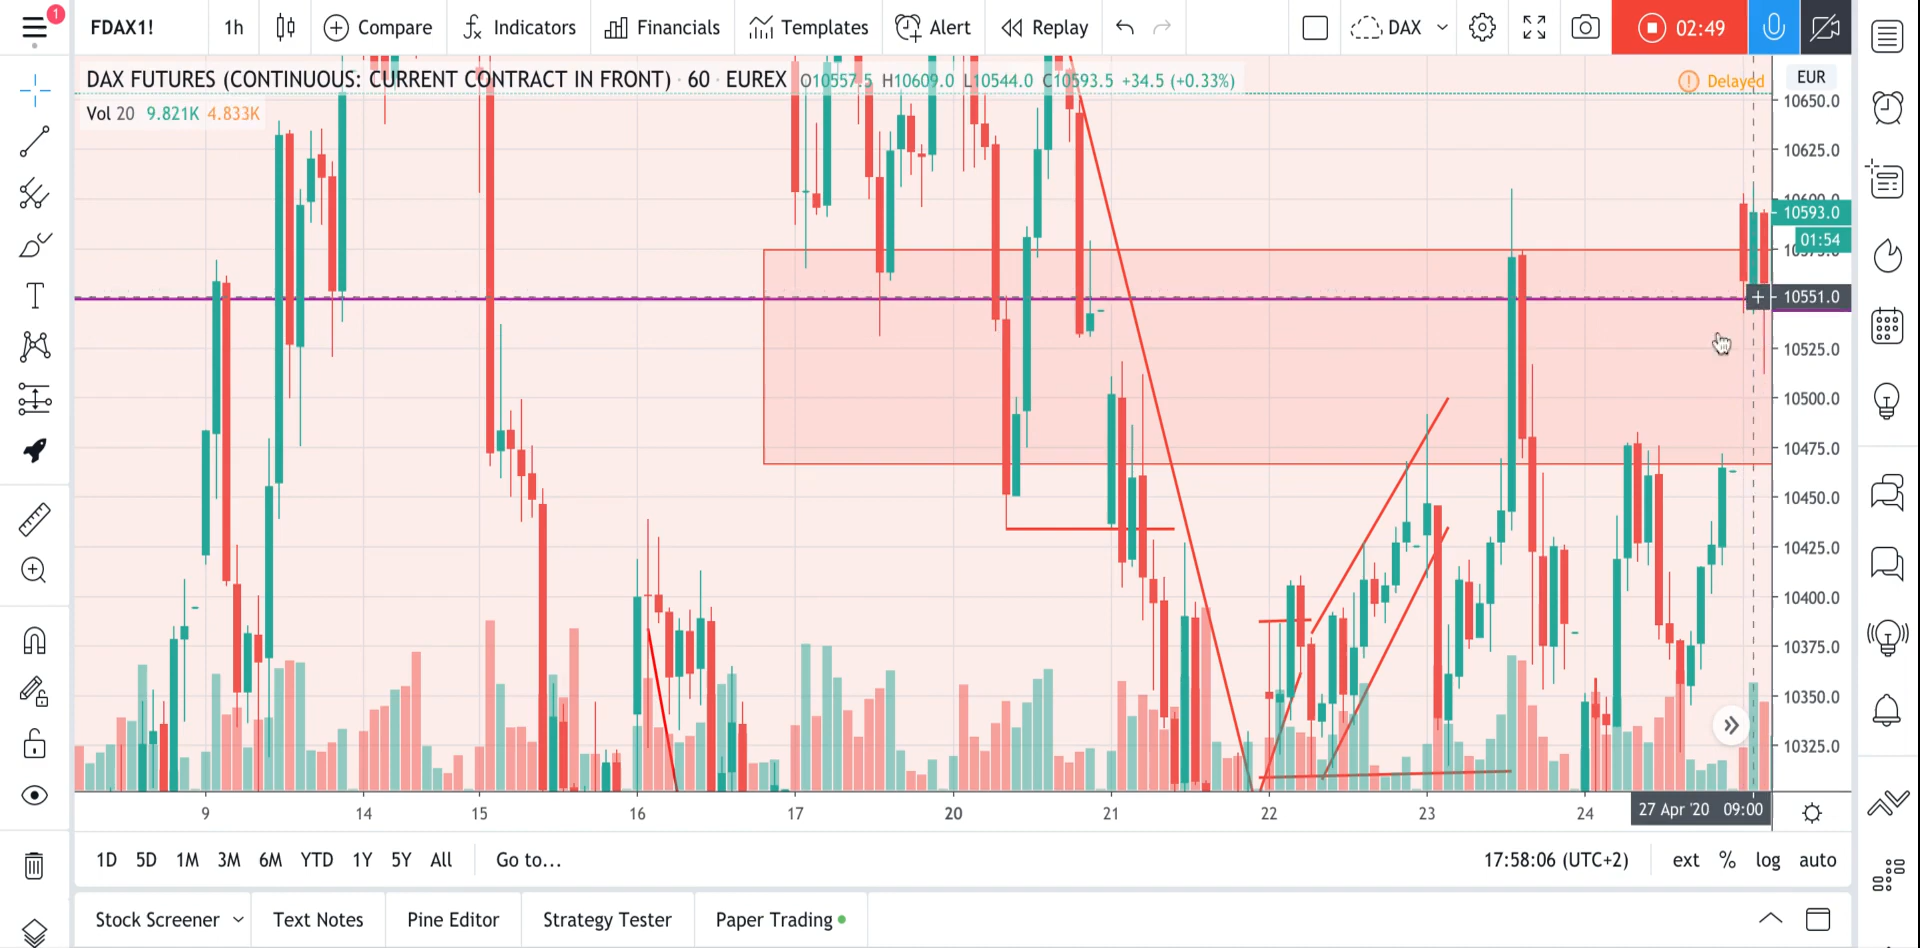 1
FDAX1! 1h Compare Indicators Financials Templates Alert Replay DAX 02:49
DAX FUTURES (CONTINUOUS: CURRENT CONTRACT IN FRONT) · 60 · EUREX O10557.5 H10609.0 L10544.0 C10593.5 +34.5 (+0.33%) Delayed EUR
Vol 20 9.821K 4.833K
10650.0
10625.0
10593.0
01:54
10551.0
10525.0
10500.0
10475.0
10450.0
10425.0
10400.0
10375.0
10350.0
10325.0
9 14 15 16 17 20 21 22 23 24 27 Apr '20 09:00
1D 5D 1M 3M 6M YTD 1Y 5Y All Go to... 17:58:06 (UTC+2) ext % log auto
Stock Screener Text Notes Pine Editor Strategy Tester Paper Trading